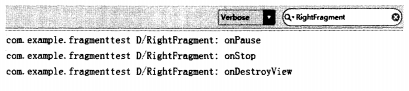 Verbose RightFragment
com.example.fragmenttest D/RightFragment: onPause
com.example.fragmenttest D/RightFragment: onStop
com.example.fragmenttest D/RightFragment: onDestroyView